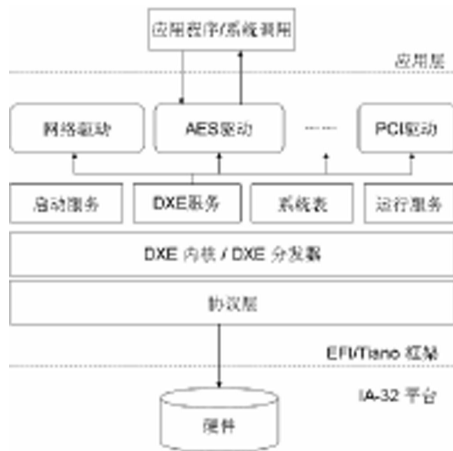 应用程序/系统调用
应用层
网络驱动
AES驱动
······
PCI驱动
启动服务
DXE服务
系统表
运行服务
DXE 内核 / DXE 分发器
协议层
EFI/Tiano 框架
IA-32 平台
硬件